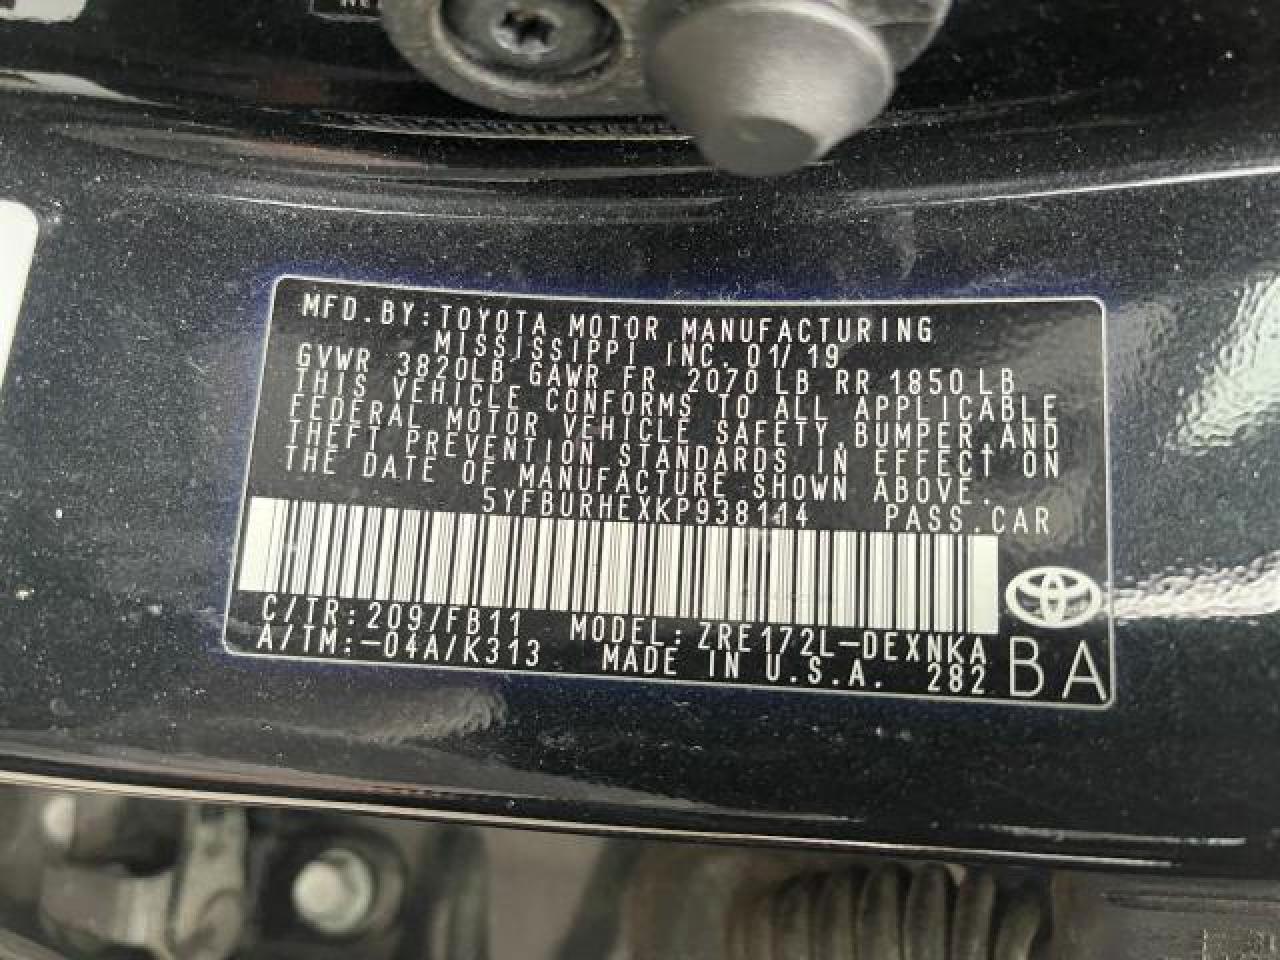 MFD.BY:TOYOTA MOTOR MANUFACTURING
MISSISSIPPI INC. 01/19
GVWR 3820LB GAWR FR 2070 LB RR 1850 LB
THIS VEHICLE CONFORMS TO ALL APPLICABLE
FEDERAL MOTOR VEHICLE SAFETY,BUMPER,AND
THEFT PREVENTION STANDARDS IN EFFECT ON
THE DATE OF MANUFACTURE SHOWN ABOVE.
5YFBURHEXKP938114 PASS.CAR
C/TR:209/FB11 MODEL:ZRE172L-DEXNKA
A/TM:-04A/K313 MADE IN U.S.A. 282
BA